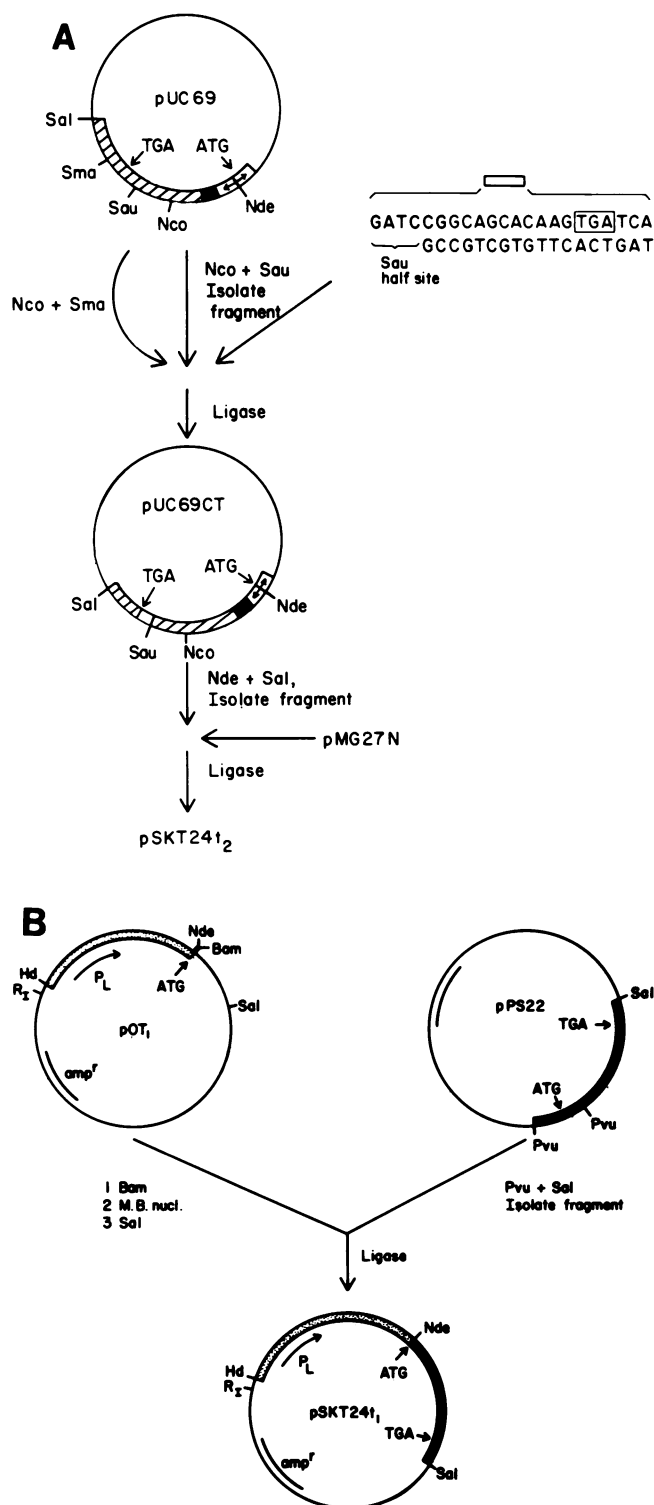 A
pUC69
Sal
TGA ATG
Sma
Sau
Nco
Nde
GATCCGGCAGCACAAGTGATCA
GCCGTCGTGTTCACTGAT
Sau
half site
Nco + Sma
Nco + Sau
Isolate
fragment
Ligase
pUC69CT
TGA
ATG
Sal
Nde
Sau
Nco
Nde + Sal,
Isolate fragment
pMG27N
Ligase
pSKT24t2
B
Nde
Bam
Hd
RI
PL
ATG
Sal
pOT1
ampr
pPS22
Sal
TGA
ATG
Pvu
Pvu
1 Bam
2 M.B. nucl.
3 Sal
Pvu + Sal
Isolate fragment
Ligase
Nde
Hd
RI
PL
ATG
pSKT24t1
TGA
ampr
Sal